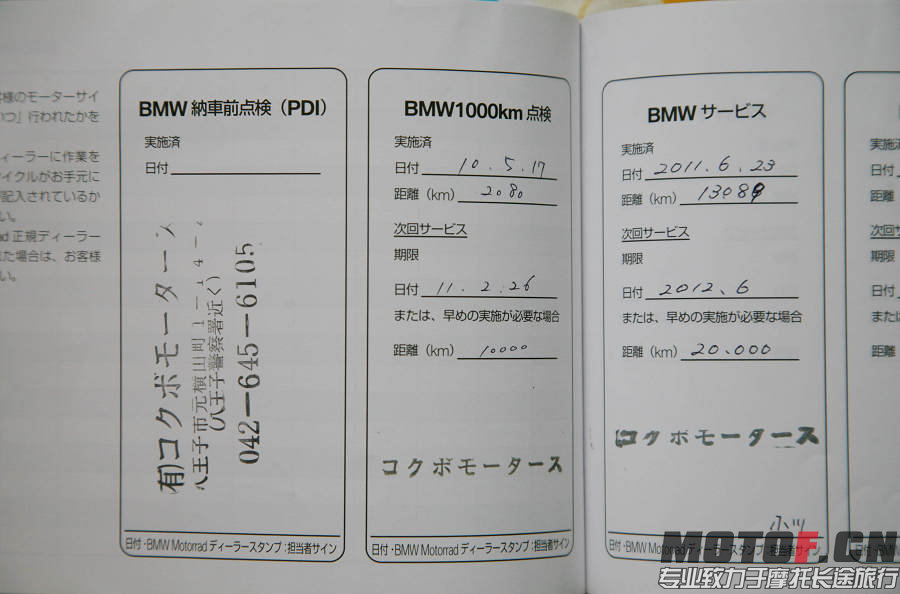 様のモーターサイ
いつ」行われたかを
ィーラーに作業を
イクルがお手元に
記入されているか
い。
ad 正規ディーラー
た場合は、お客様
い。
BMW 納車前点検（PDI）
実施済
日付
(有)コクボモータース
八王子市元横山町1-14-
(八王子警察署近く)
042-645-6105
日付・BMW Motorrad ディーラースタンプ：担当者サイン
BMW1000km 点検
実施済
日付 10.5.17
距離（km） 2080
次回サービス
期限
日付 11.2.26
または、早めの実施が必要な場合
距離（km） 10000
コクボモータース
日付・BMW Motorrad ディーラースタンプ：担当者サイン
BMW サービス
実施済
日付 2011.6.23
距離（km）
次回サービス
期限
日付 2012.6
または、早めの実施が必要な場合
距離（km） 20.000
コクボモータース
日付・BMW Motorrad ディーラースタンプ：担当者サイン
実施済
日付
距離
次回サ
期限
日付
また
距離
MOTOF.CN
专业致力于摩托长途旅行